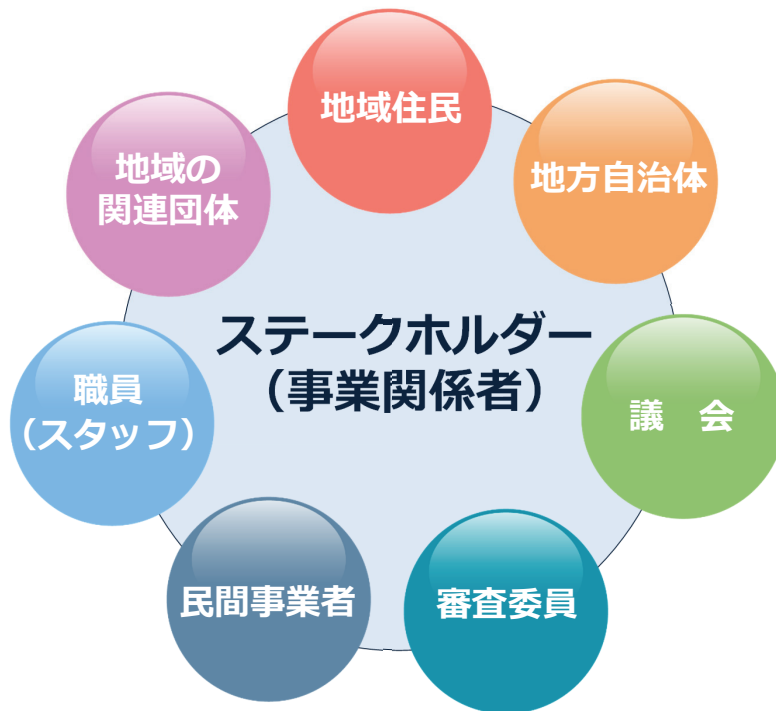 地域住民
地方自治体
議　会
審査委員
民間事業者
職員
（スタッフ）
地域の
関連団体
ステークホルダー
（事業関係者）